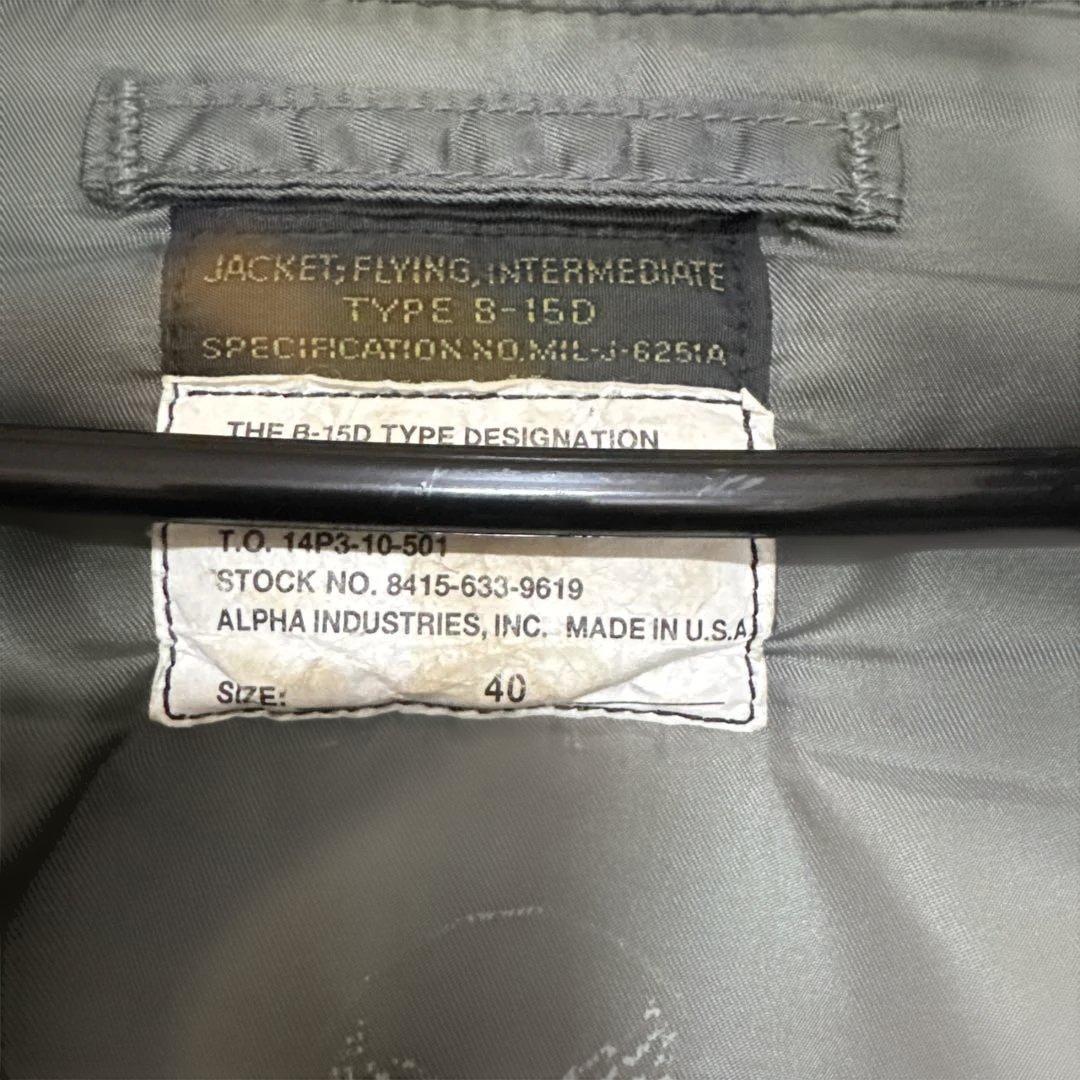 JACKET, FLYING, INTERMEDIATE
TYPE B-15D
SPECIFICATION NO. MIL-J-6251A
THE B-15D TYPE DESIGNATION
T.O. 14P3-10-501
STOCK NO. 8415-633-9619
ALPHA INDUSTRIES, INC. MADE IN U.S.A
SIZE: 40